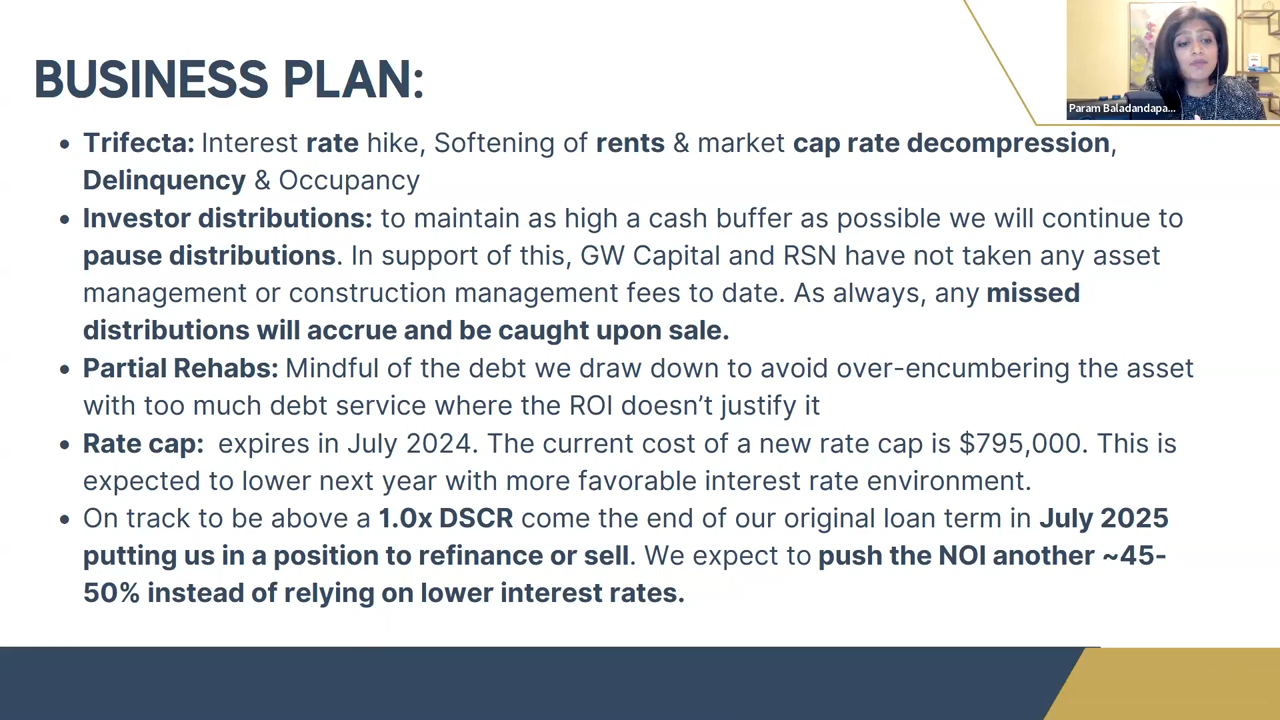 BUSINESS PLAN:
Param Baladandapa...
• Trifecta: Interest rate hike, Softening of rents & market cap rate decompression,
Delinquency & Occupancy
• Investor distributions: to maintain as high a cash buffer as possible we will continue to
pause distributions. In support of this, GW Capital and RSN have not taken any asset
management or construction management fees to date. As always, any missed
distributions will accrue and be caught upon sale.
• Partial Rehabs: Mindful of the debt we draw down to avoid over-encumbering the asset
with too much debt service where the ROI doesn’t justify it
• Rate cap: expires in July 2024. The current cost of a new rate cap is $795,000. This is
expected to lower next year with more favorable interest rate environment.
• On track to be above a 1.0x DSCR come the end of our original loan term in July 2025
putting us in a position to refinance or sell. We expect to push the NOI another ~45-
50% instead of relying on lower interest rates.